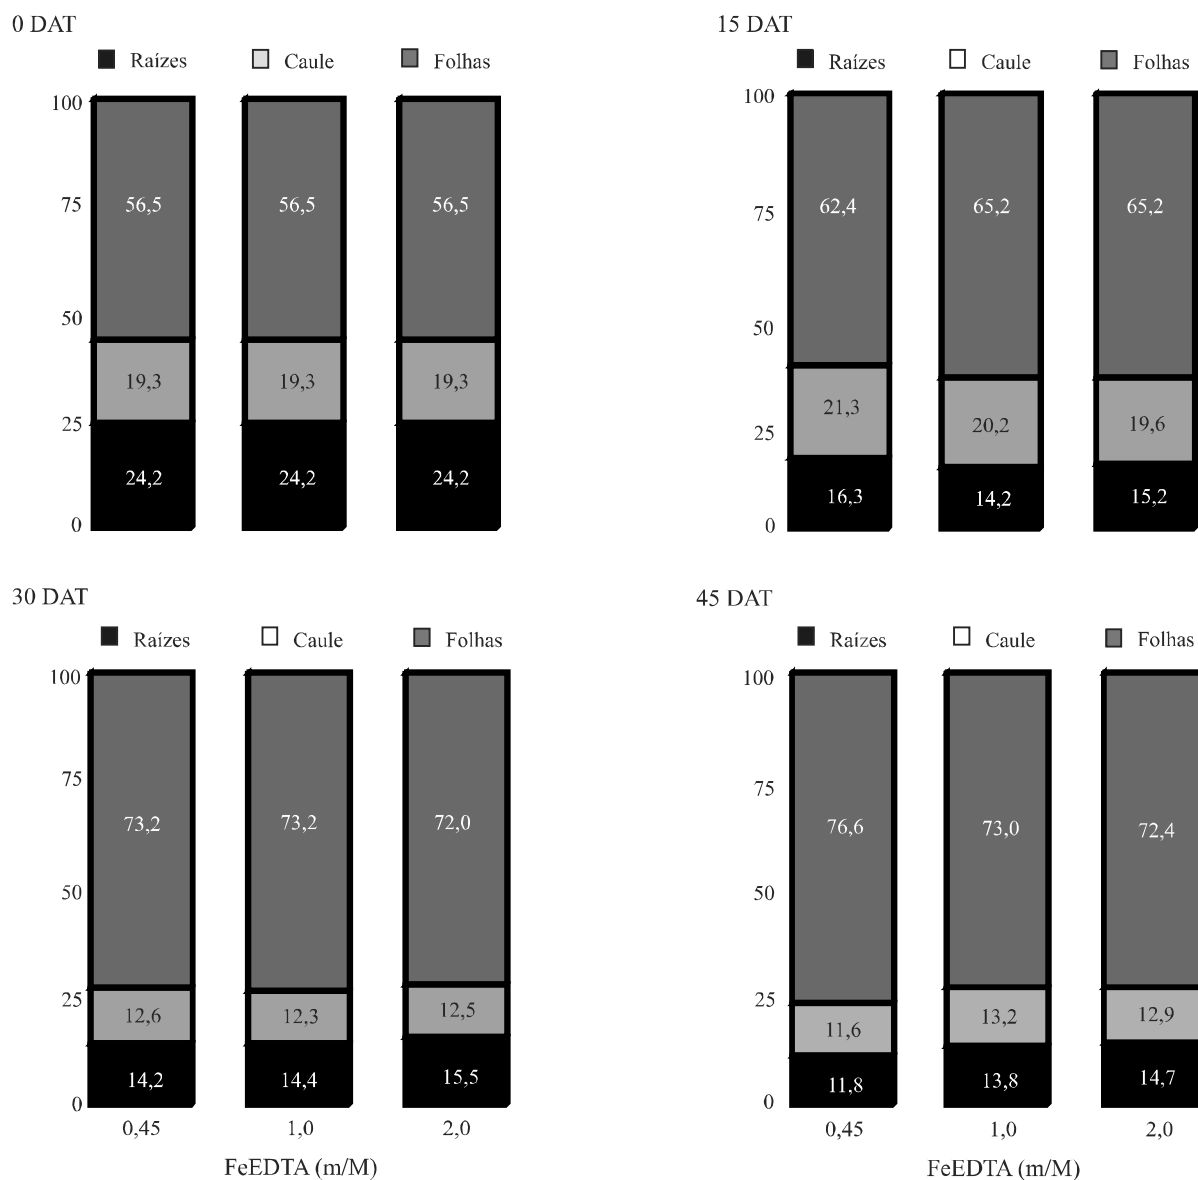 0 DAT
Raízes Caule Folhas
100
75
50
25
0
56,5 56,5 56,5
19,3 19,3 19,3
24,2 24,2 24,2
15 DAT
Raízes Caule Folhas
100
75
50
25
0
62,4 65,2 65,2
21,3 20,2 19,6
16,3 14,2 15,2
30 DAT
Raízes Caule Folhas
100
75
50
25
0
73,2 73,2 72,0
12,6 12,3 12,5
14,2 14,4 15,5
0,45 1,0 2,0
FeEDTA (m/M)
45 DAT
Raízes Caule Folhas
100
75
50
25
0
76,6 73,0 72,4
11,6 13,2 12,9
11,8 13,8 14,7
0,45 1,0 2,0
FeEDTA (m/M)